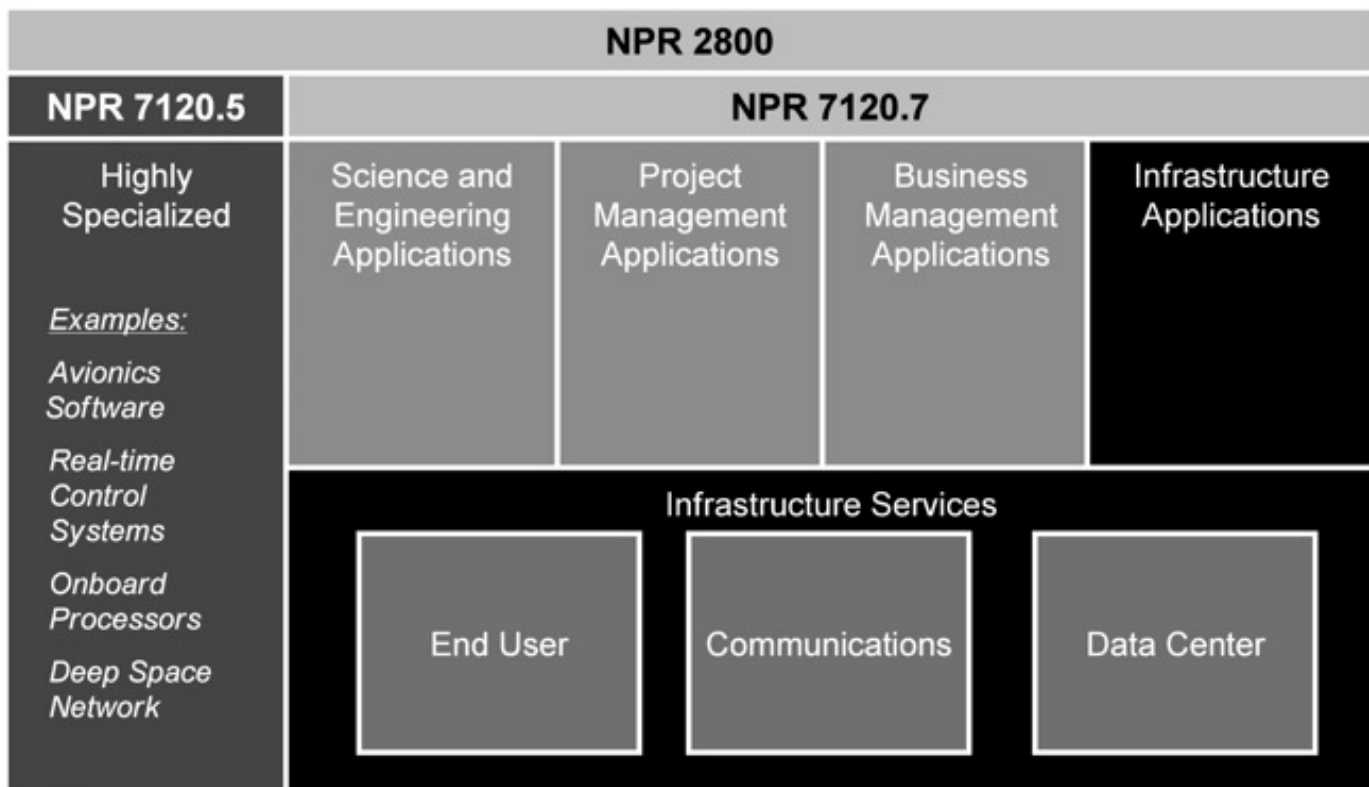 NPR 2800
NPR 7120.5
NPR 7120.7
Highly
Specialized
Examples:
Avionics
Software
Real-time
Control
Systems
Onboard
Processors
Deep Space
Network
Science and
Engineering
Applications
Project
Management
Applications
Business
Management
Applications
Infrastructure
Applications
Infrastructure Services
End User
Communications
Data Center